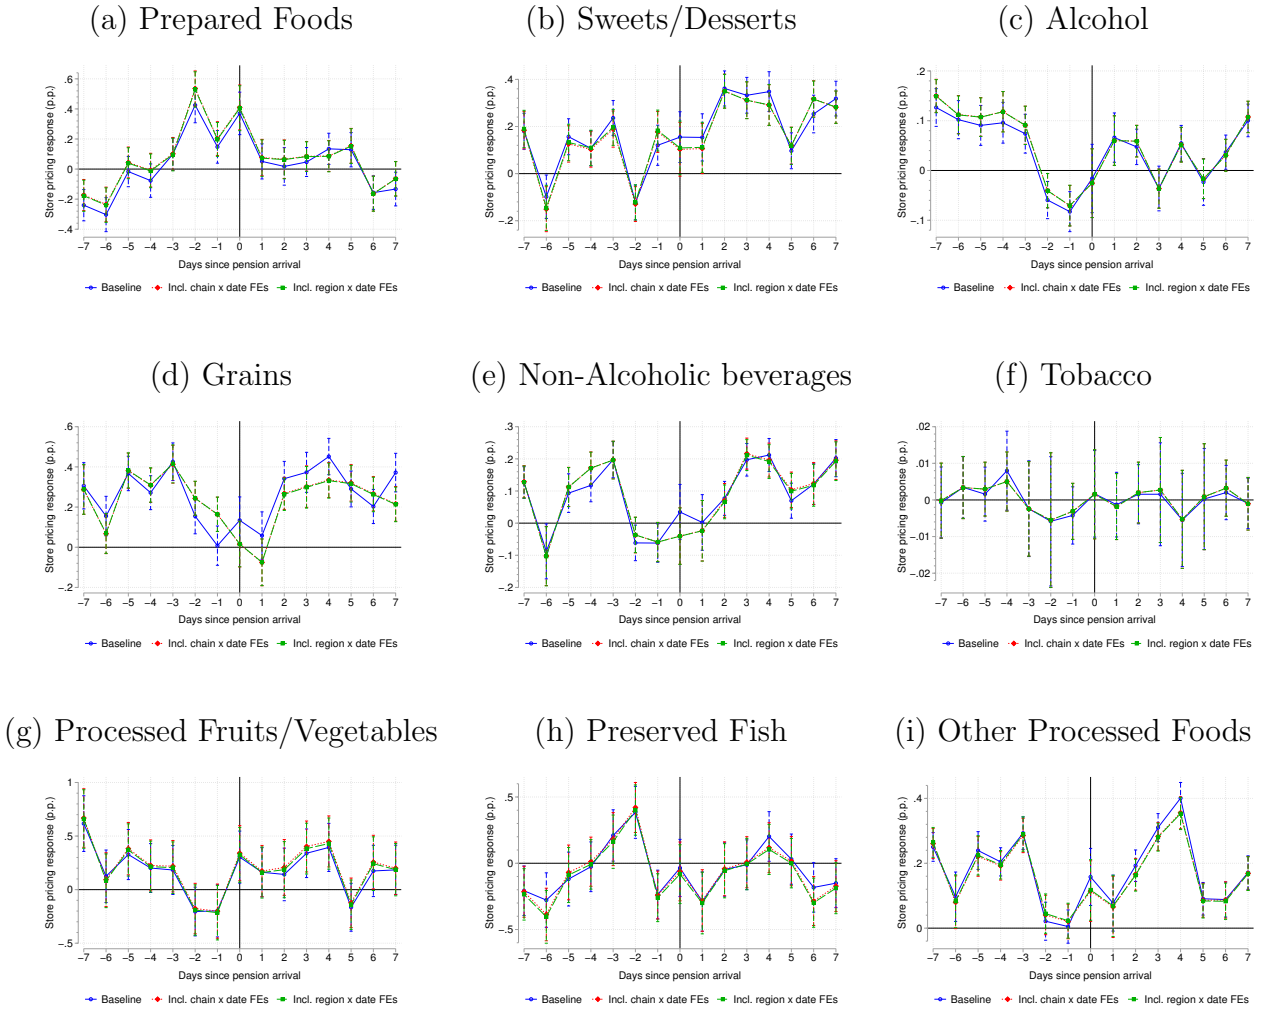 (a) Prepared Foods
(b) Sweets/Desserts
(c) Alcohol
Store pricing response (p.p.)
.6
.4
.2
0
-.2
-.4
−7 −6 −5 −4 −3 −2 −1 0 1 2 3 4 5 6 7
Days since pension arrival
Baseline Incl. chain x date FEs Incl. region x date FEs
Store pricing response (p.p.)
.4
.2
0
-.2
−7 −6 −5 −4 −3 −2 −1 0 1 2 3 4 5 6 7
Days since pension arrival
Baseline Incl. chain x date FEs Incl. region x date FEs
Store pricing response (p.p.)
.2
.1
0
-.1
−7 −6 −5 −4 −3 −2 −1 0 1 2 3 4 5 6 7
Days since pension arrival
Baseline Incl. chain x date FEs Incl. region x date FEs
(d) Grains
(e) Non-Alcoholic beverages
(f) Tobacco
Store pricing response (p.p.)
.6
.4
.2
0
-.2
−7 −6 −5 −4 −3 −2 −1 0 1 2 3 4 5 6 7
Days since pension arrival
Baseline Incl. chain x date FEs Incl. region x date FEs
Store pricing response (p.p.)
.3
.2
.1
0
-.1
-.2
−7 −6 −5 −4 −3 −2 −1 0 1 2 3 4 5 6 7
Days since pension arrival
Baseline Incl. chain x date FEs Incl. region x date FEs
Store pricing response (p.p.)
.02
.01
0
-.01
-.02
−7 −6 −5 −4 −3 −2 −1 0 1 2 3 4 5 6 7
Days since pension arrival
Baseline Incl. chain x date FEs Incl. region x date FEs
(g) Processed Fruits/Vegetables
(h) Preserved Fish
(i) Other Processed Foods
Store pricing response (p.p.)
1
.5
0
-.5
−7 −6 −5 −4 −3 −2 −1 0 1 2 3 4 5 6 7
Days since pension arrival
Baseline Incl. chain x date FEs Incl. region x date FEs
Store pricing response (p.p.)
.5
0
-.5
−7 −6 −5 −4 −3 −2 −1 0 1 2 3 4 5 6 7
Days since pension arrival
Baseline Incl. chain x date FEs Incl. region x date FEs
Store pricing response (p.p.)
.4
.2
0
−7 −6 −5 −4 −3 −2 −1 0 1 2 3 4 5 6 7
Days since pension arrival
Baseline Incl. chain x date FEs Incl. region x date FEs